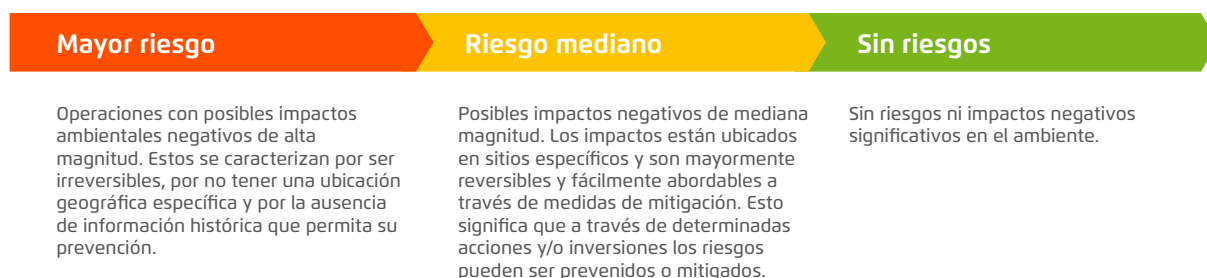 Mayor riesgo
Operaciones con posibles impactos
ambientales negativos de alta
magnitud. Estos se caracterizan por ser
irreversibles, por no tener una ubicación
geográfica específica y por la ausencia
de información histórica que permita su
prevención.
Riesgo mediano
Posibles impactos negativos de mediana
magnitud. Los impactos están ubicados
en sitios específicos y son mayormente
reversibles y fácilmente abordables a
través de medidas de mitigación. Esto
significa que a través de determinadas
acciones y/o inversiones los riesgos
pueden ser prevenidos o mitigados.
Sin riesgos
Sin riesgos ni impactos negativos
significativos en el ambiente.